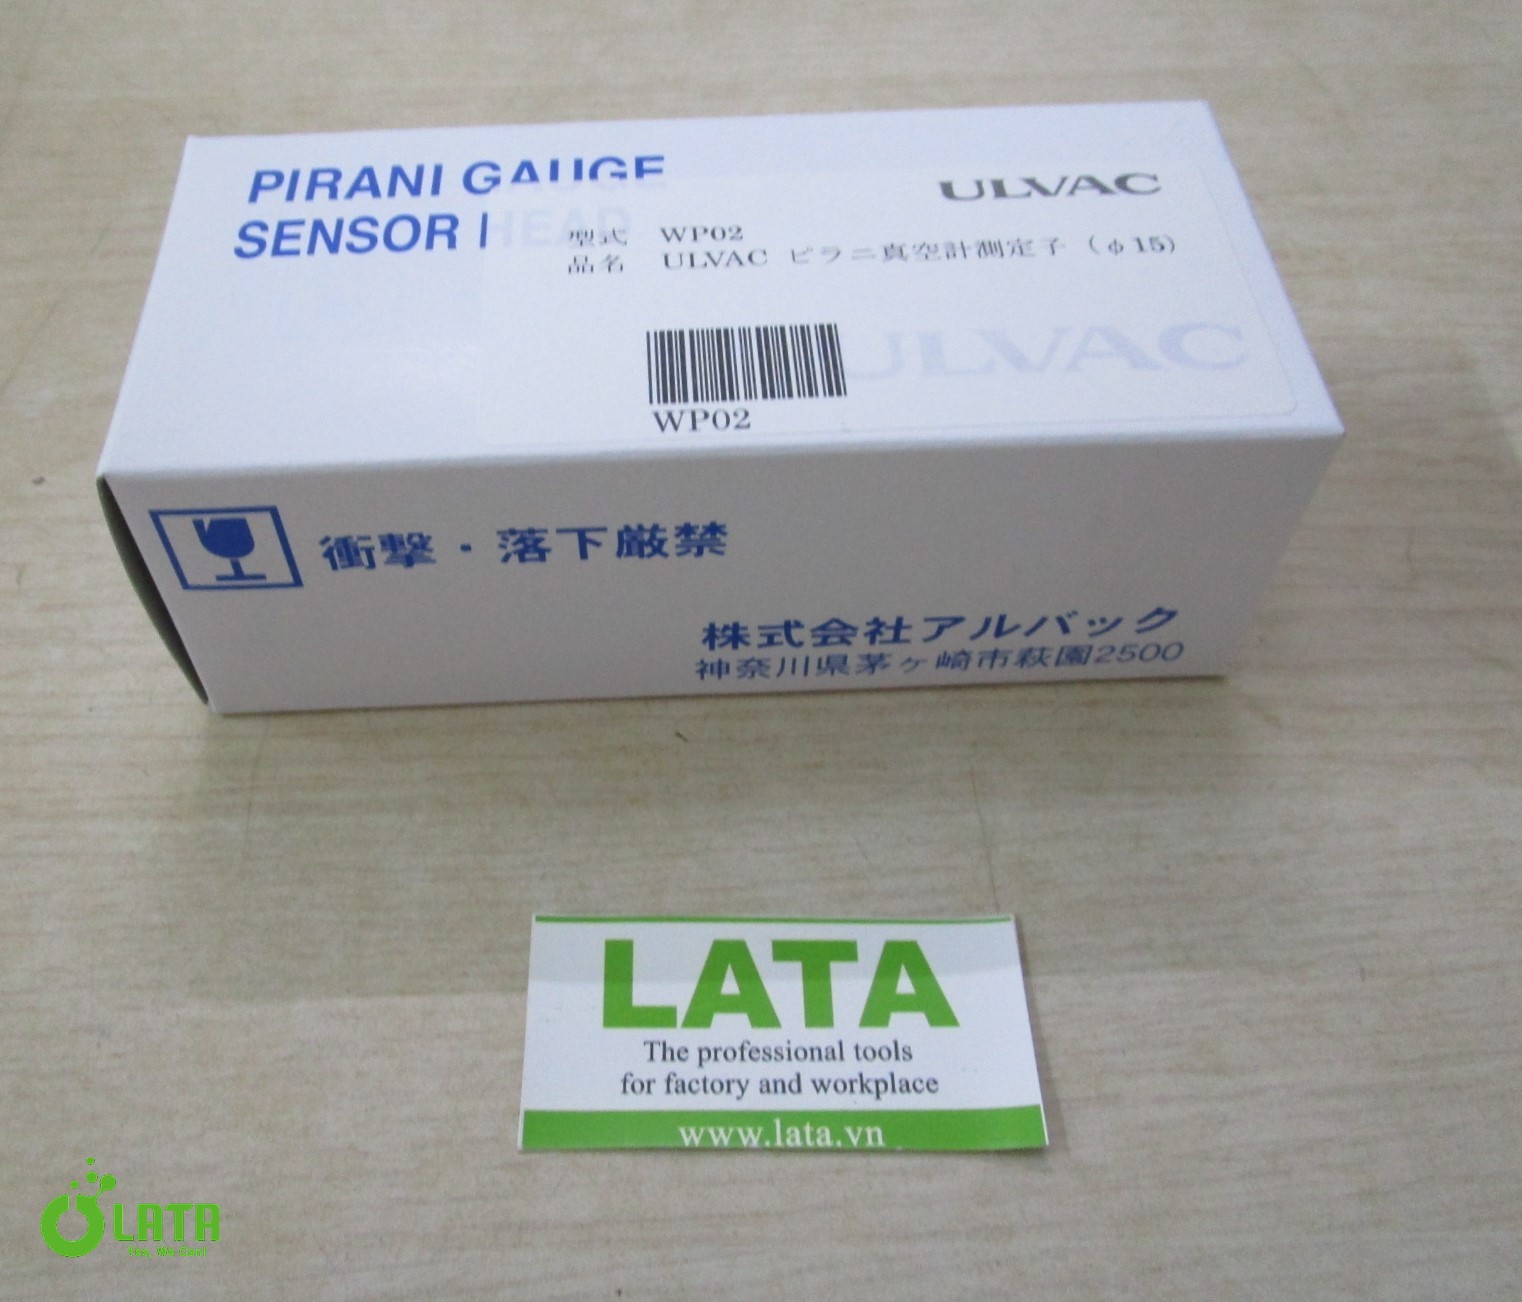 PIRANI GAUGE
SENSOR HEAD
ULVAC
型式 WP02
品名 ULVAC ピラニ真空計測定子 (φ15)
ULVAC
WP02
衝撃・落下厳禁
株式会社アルバック
神奈川県茅ヶ崎市萩園2500
LATA
The professional tools
for factory and workplace
www.lata.vn
LATA